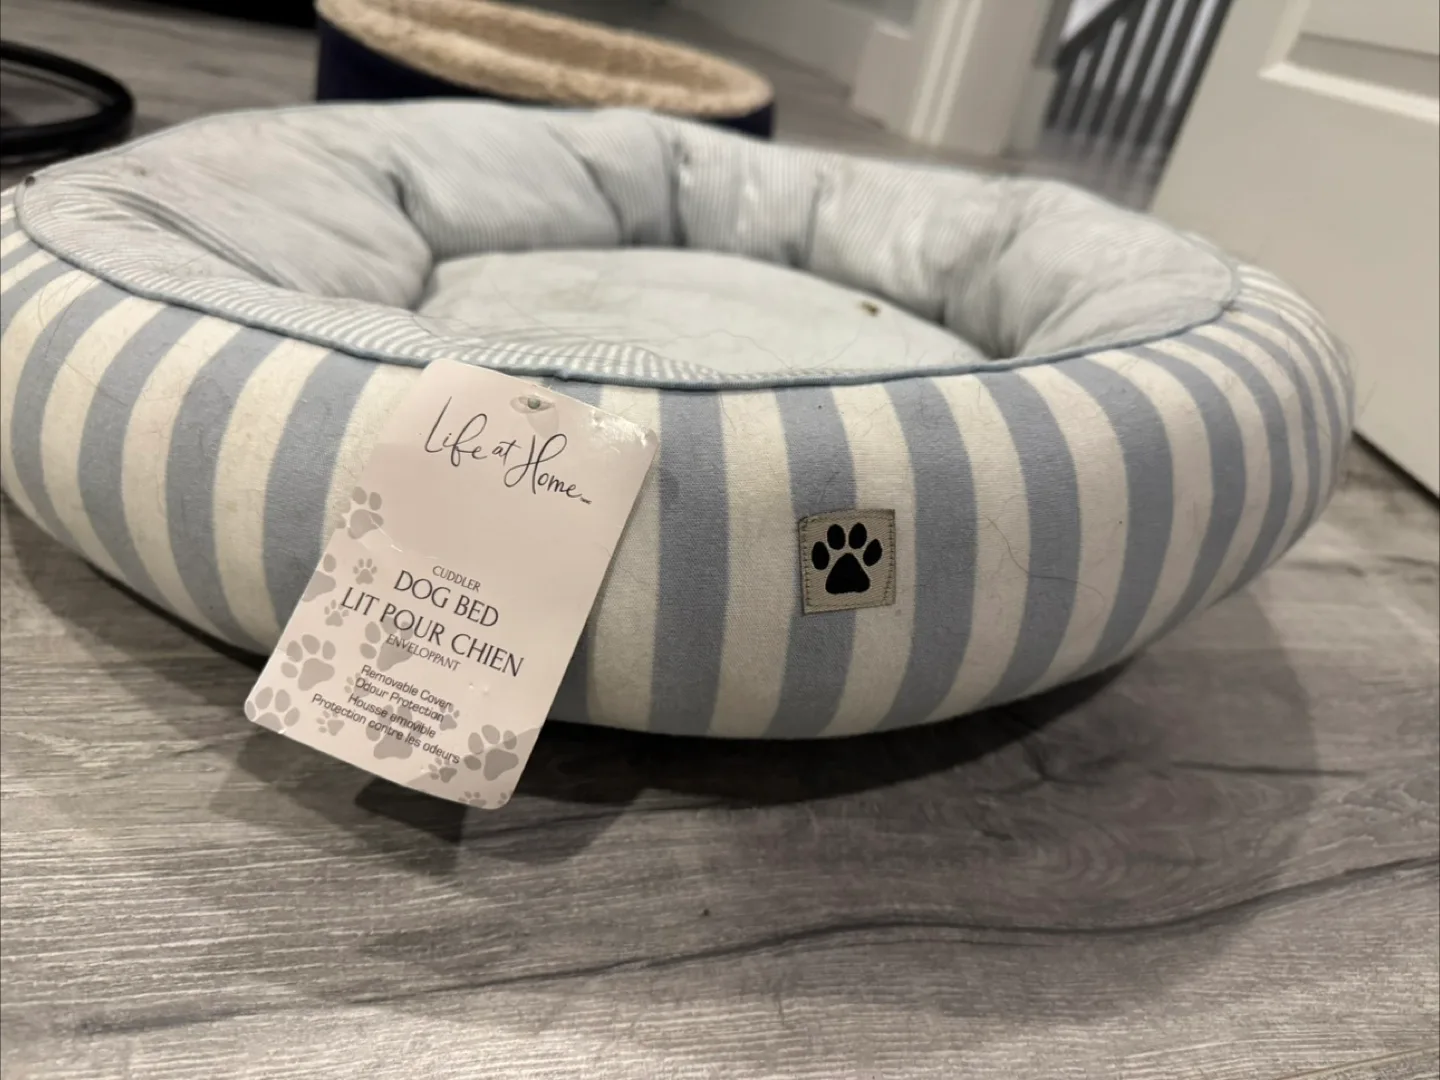 Life at Home
CUDDLER
DOG BED
LIT POUR CHIEN
ENVELOPPANT
Removable Cover
Odour Protection
Housse amovible
Protection contre les odeurs